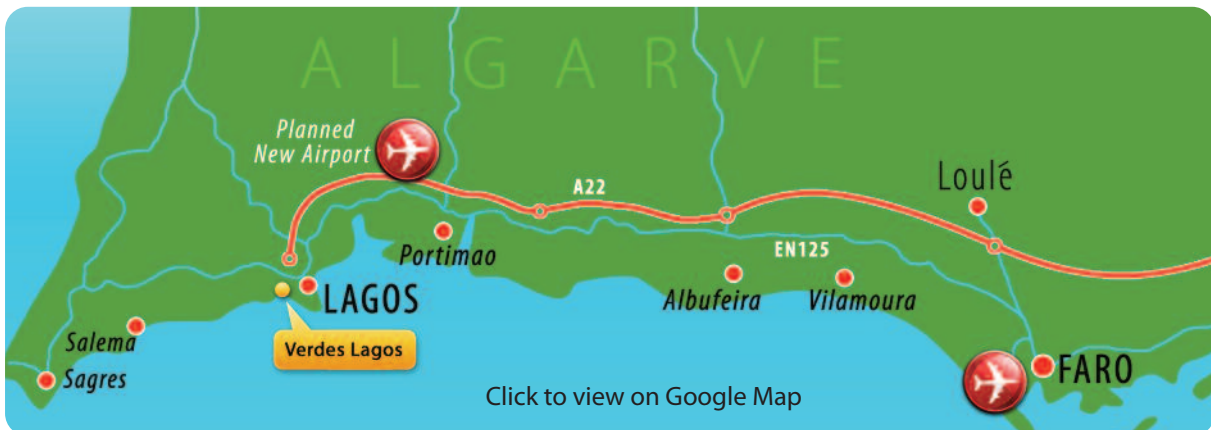 ALGARVE
Planned
New Airport
A22
Loulé
Portimao
EN125
LAGOS
Albufeira
Vilamoura
Salema
Verdes Lagos
Sagres
FARO
Click to view on Google Map